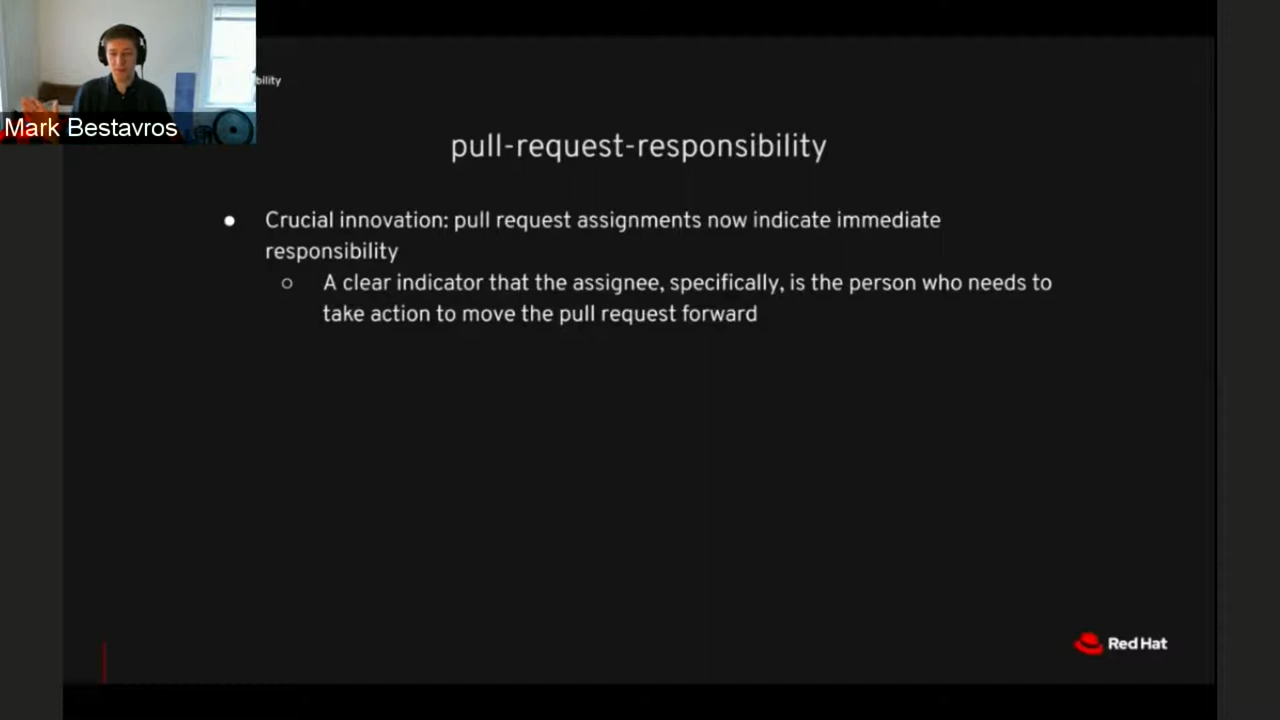 bility
Mark Bestavros
pull-request-responsibility
● Crucial innovation: pull request assignments now indicate immediate
responsibility
○ A clear indicator that the assignee, specifically, is the person who needs to
take action to move the pull request forward
Red Hat